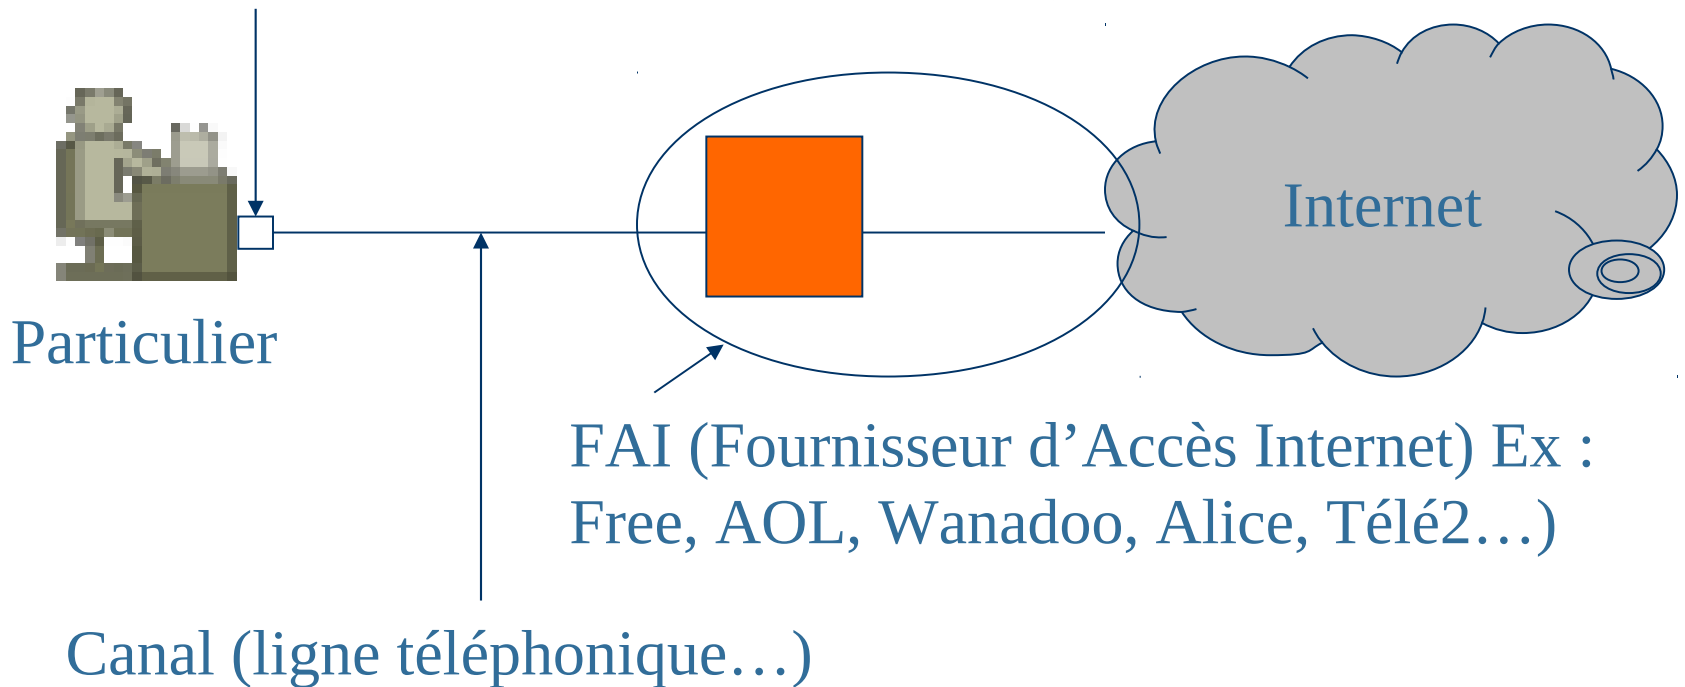 Internet
Particulier
FAI (Fournisseur d’Accès Internet) Ex :
Free, AOL, Wanadoo, Alice, Télé2…)
Canal (ligne téléphonique…)